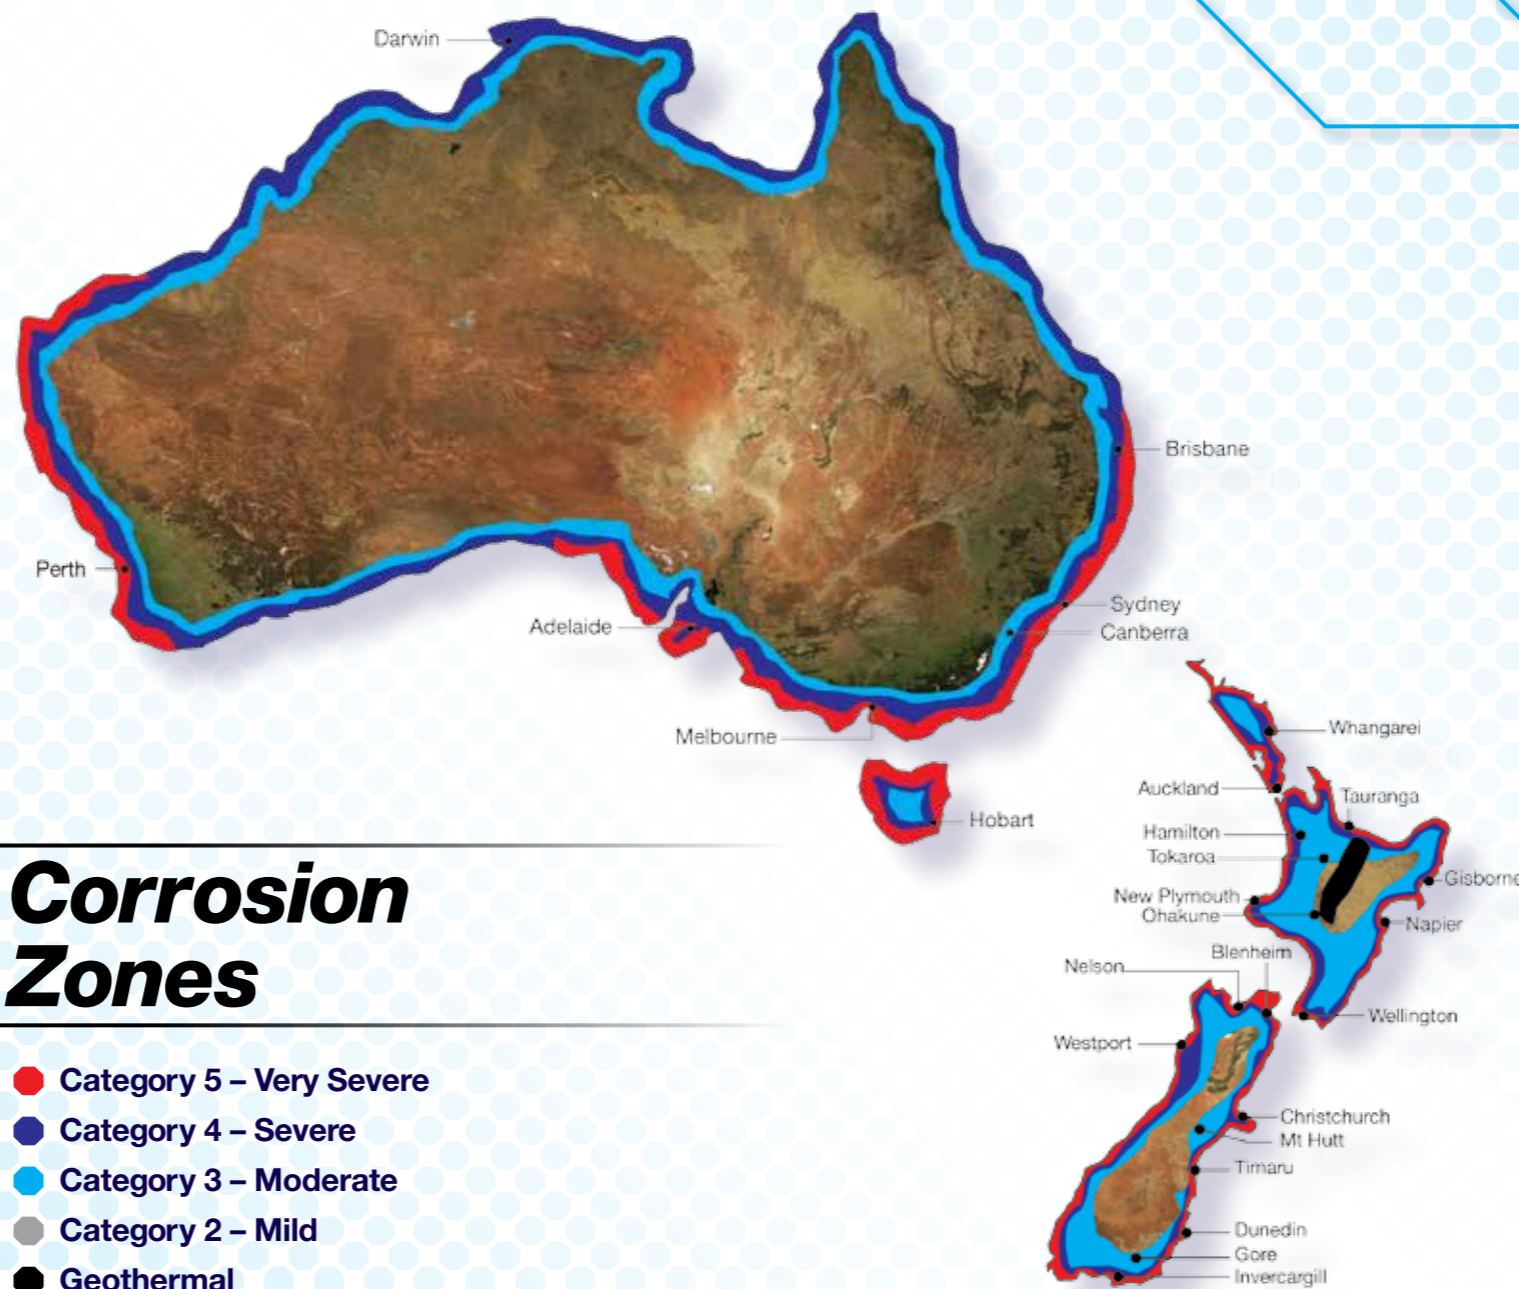 Darwin
Brisbane
Perth
Sydney
Adelaide
Canberra
Melbourne
Whangarei
Auckland
Tauranga
Hobart
Hamilton
Tokaroa
Gisborne
New Plymouth
Ohakune
Napier
Blenheim
Nelson
Wellington
Westport
Christchurch
Mt Hutt
Timaru
Dunedin
Gore
Invercargill
Corrosion
Zones
Category 5 – Very Severe
Category 4 – Severe
Category 3 – Moderate
Category 2 – Mild
Geothermal